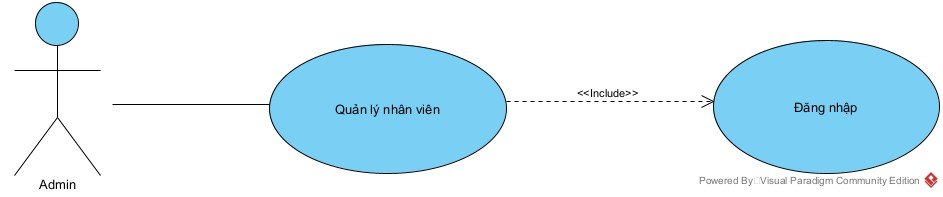 <<Include>>
Quản lý nhân viên
Đăng nhập
Admin
Powered By Visual Paradigm Community Edition